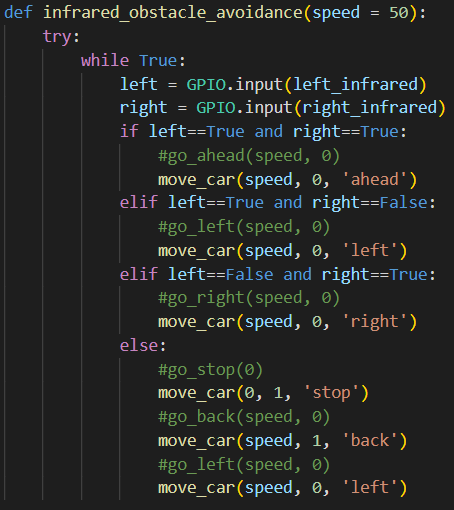 def infrared_obstacle_avoidance(speed = 50):
    try:
        while True:
            left = GPIO.input(left_infrared)
            right = GPIO.input(right_infrared)
            if left==True and right==True:
                #go_ahead(speed, 0)
                move_car(speed, 0, 'ahead')
            elif left==True and right==False:
                #go_left(speed, 0)
                move_car(speed, 0, 'left')
            elif left==False and right==True:
                #go_right(speed, 0)
                move_car(speed, 0, 'right')
            else:
                #go_stop(0)
                move_car(0, 1, 'stop')
                #go_back(speed, 0)
                move_car(speed, 1, 'back')
                #go_left(speed, 0)
                move_car(speed, 0, 'left')